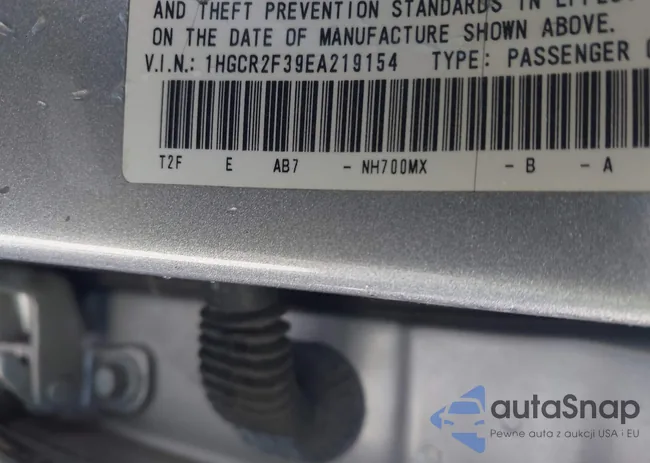 AND THEFT PREVENTION STANDARDS IN EFFECT
ON THE DATE OF MANUFACTURE SHOWN ABOVE.
V.I.N.: 1HGCR2F39EA219154 TYPE: PASSENGER
T2F E AB7 - NH700MX - B - A
autaSnap
Pewne auta z aukcji USA i EU